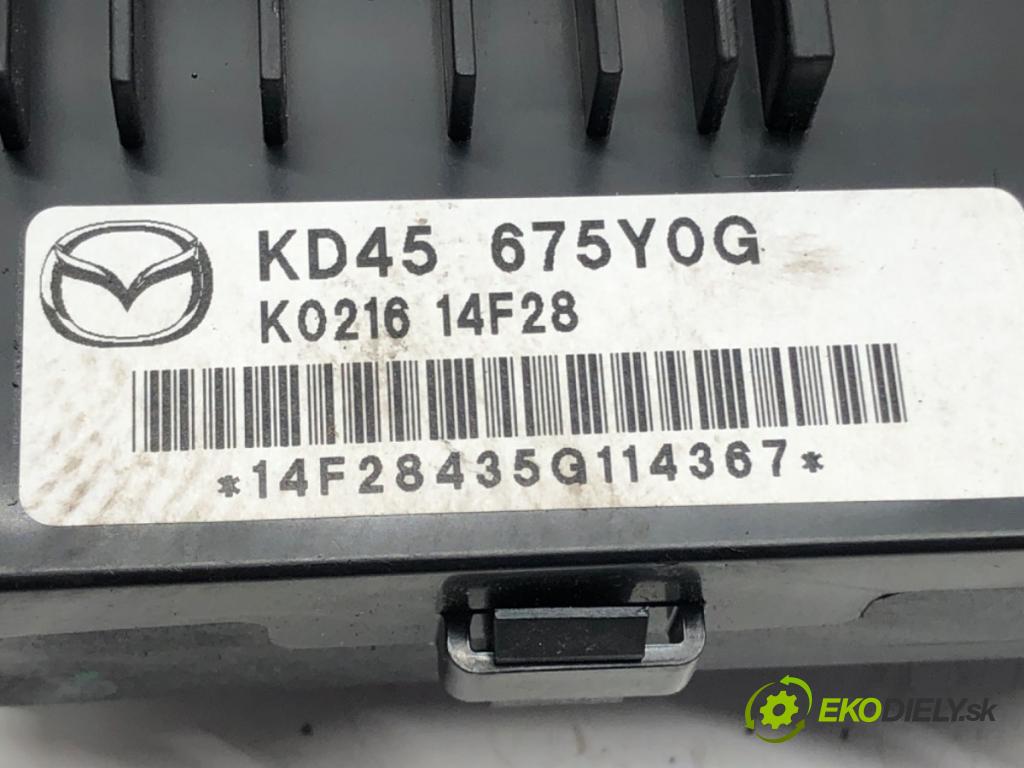 KD45 675Y0G
K0216 14F28
*14F28435G114367*
EKODIELY.sk